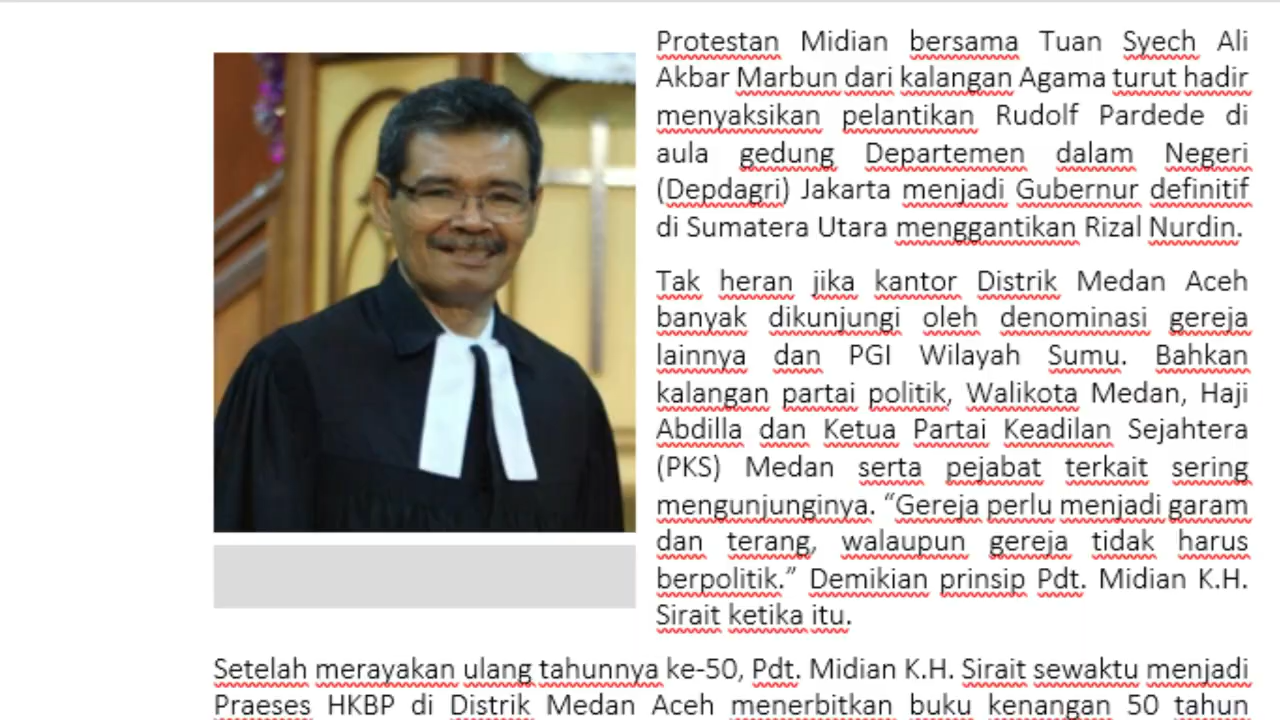 Protestan Midian bersama Tuan Syech Ali
Akbar Marbun dari kalangan Agama turut hadir
menyaksikan pelantikan Rudolf Pardede di
aula gedung Departemen dalam Negeri
(Depdagri) Jakarta menjadi Gubernur definitif
di Sumatera Utara menggantikan Rizal Nurdin.
Tak heran jika kantor Distrik Medan Aceh
banyak dikunjungi oleh denominasi gereja
lainnya dan PGI Wilayah Sumu. Bahkan
kalangan partai politik, Walikota Medan, Haji
Abdilla dan Ketua Partai Keadilan Sejahtera
(PKS) Medan serta pejabat terkait sering
mengunjunginya. “Gereja perlu menjadi garam
dan terang, walaupun gereja tidak harus
berpolitik.” Demikian prinsip Pdt. Midian K.H.
Sirait ketika itu.
Setelah merayakan ulang tahunnya ke-50, Pdt. Midian K.H. Sirait sewaktu menjadi
Praeses HKBP di Distrik Medan Aceh menerbitkan buku kenangan 50 tahun